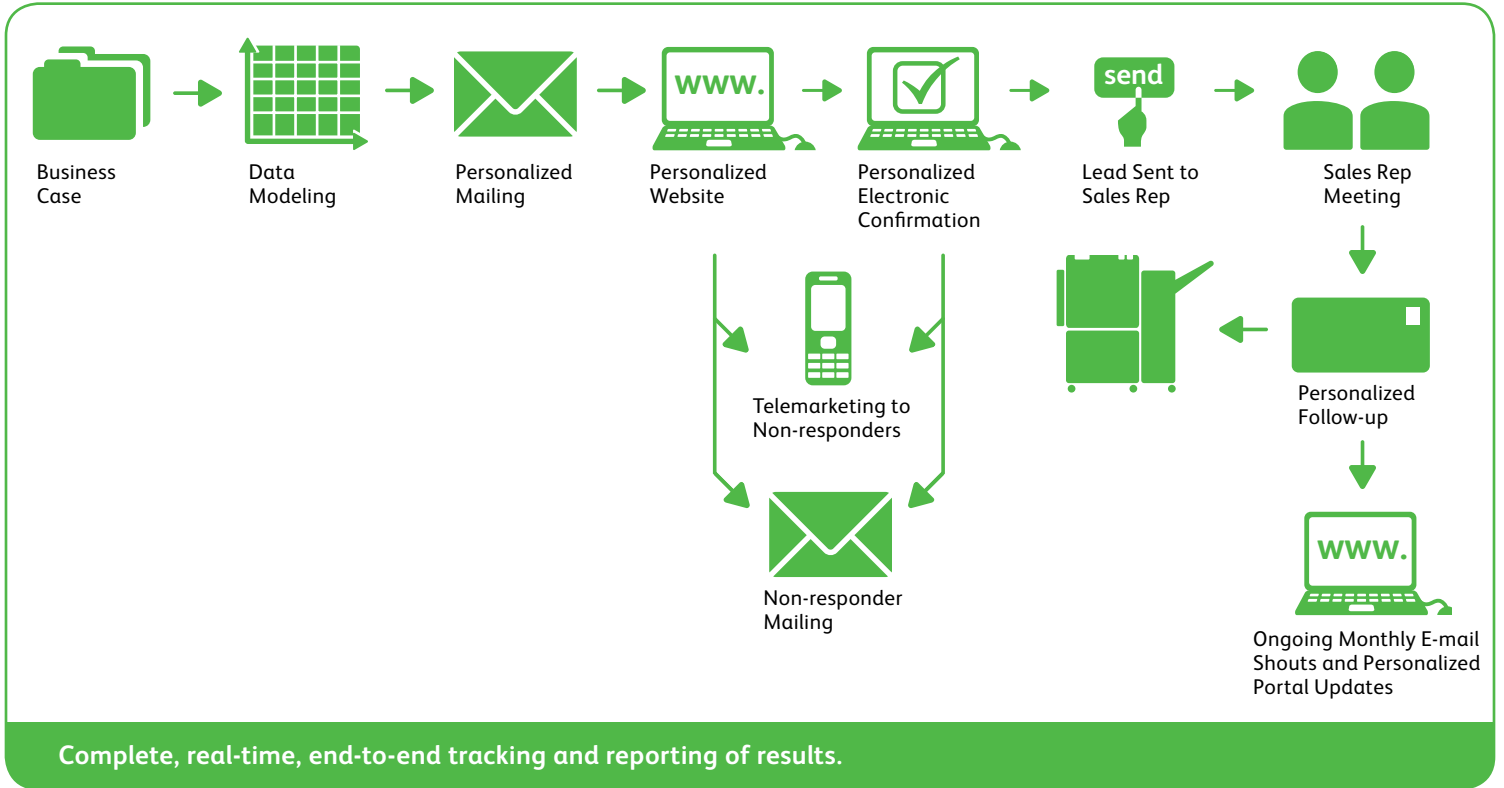 www.
send
Business
Case
Data
Modeling
Personalized
Mailing
Personalized
Website
Personalized
Electronic
Confirmation
Lead Sent to
Sales Rep
Sales Rep
Meeting
Telemarketing to
Non-responders
Personalized
Follow-up
Non-responder
Mailing
www.
Ongoing Monthly E-mail
Shouts and Personalized
Portal Updates
Complete, real-time, end-to-end tracking and reporting of results.